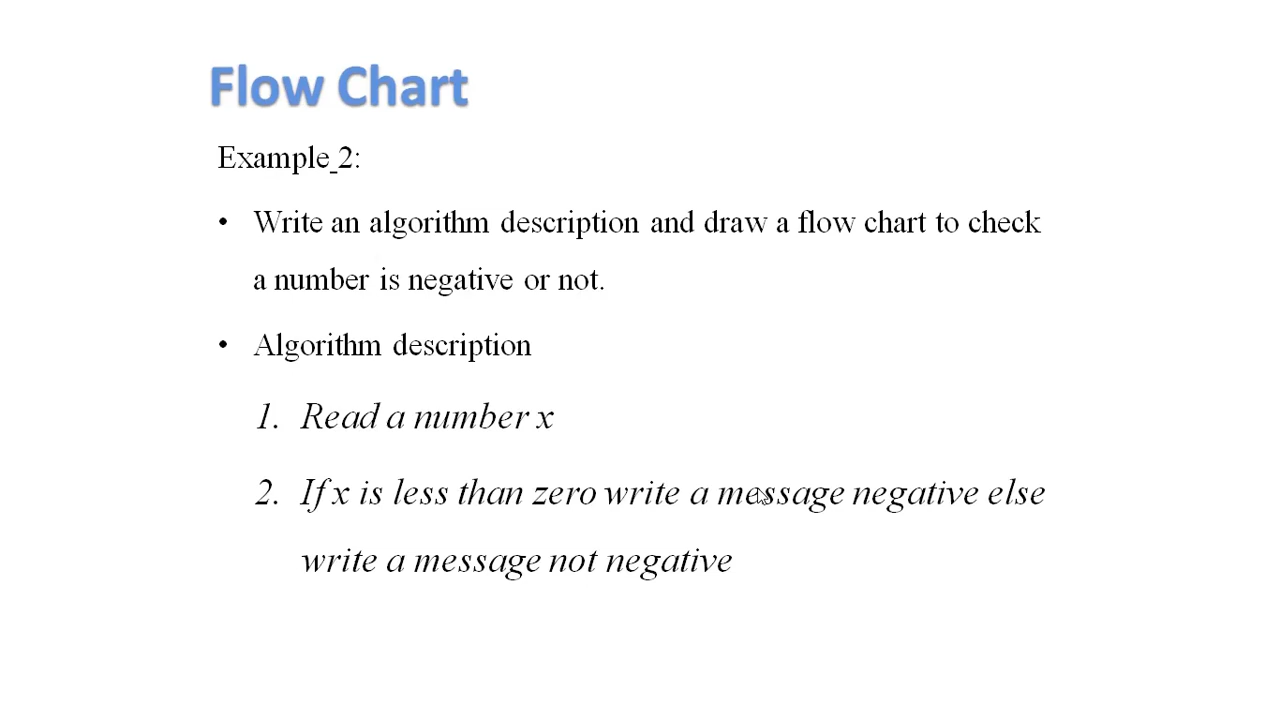 Flow Chart
Example 2:
• Write an algorithm description and draw a flow chart to check
a number is negative or not.
• Algorithm description
1. Read a number x
2. If x is less than zero write a message negative else
write a message not negative